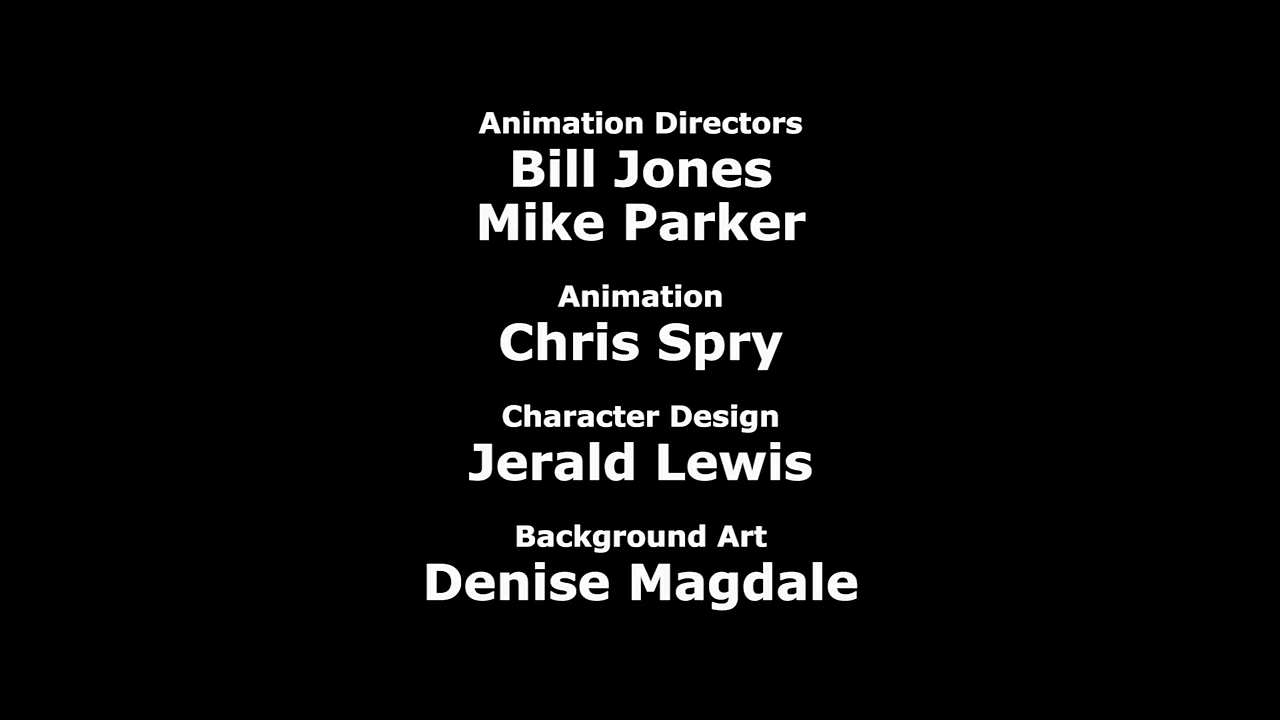 Animation Directors
Bill Jones
Mike Parker
Animation
Chris Spry
Character Design
Jerald Lewis
Background Art
Denise Magdale